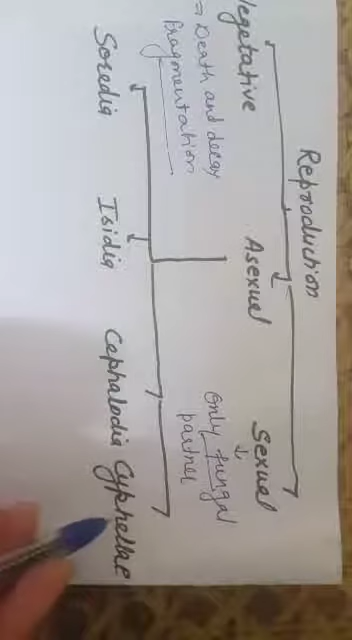 Reproduction
Vegetative
Asexual
Sexual
→ Death and decay
Fragmentation
↓
Only fungal
partner
Soredia
Isidia
Cephalodia
Cyphellae